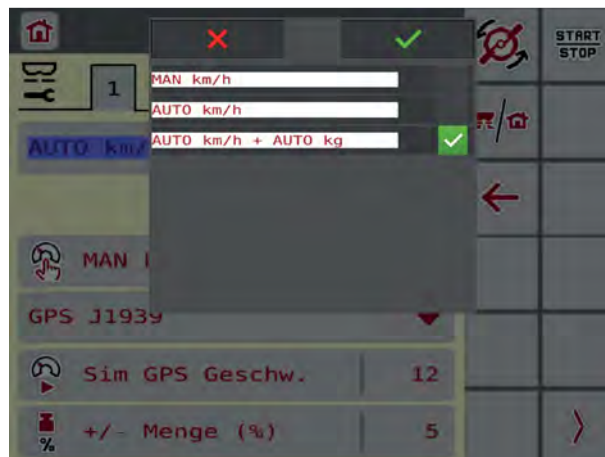 START
STOP
MAN km/h
1
AUTO km/h
AUTO km/
AUTO km/h + AUTO kg
MAN
GPS J1939
Sim GPS Geschw.
12
%
+/- Menge (%)
5